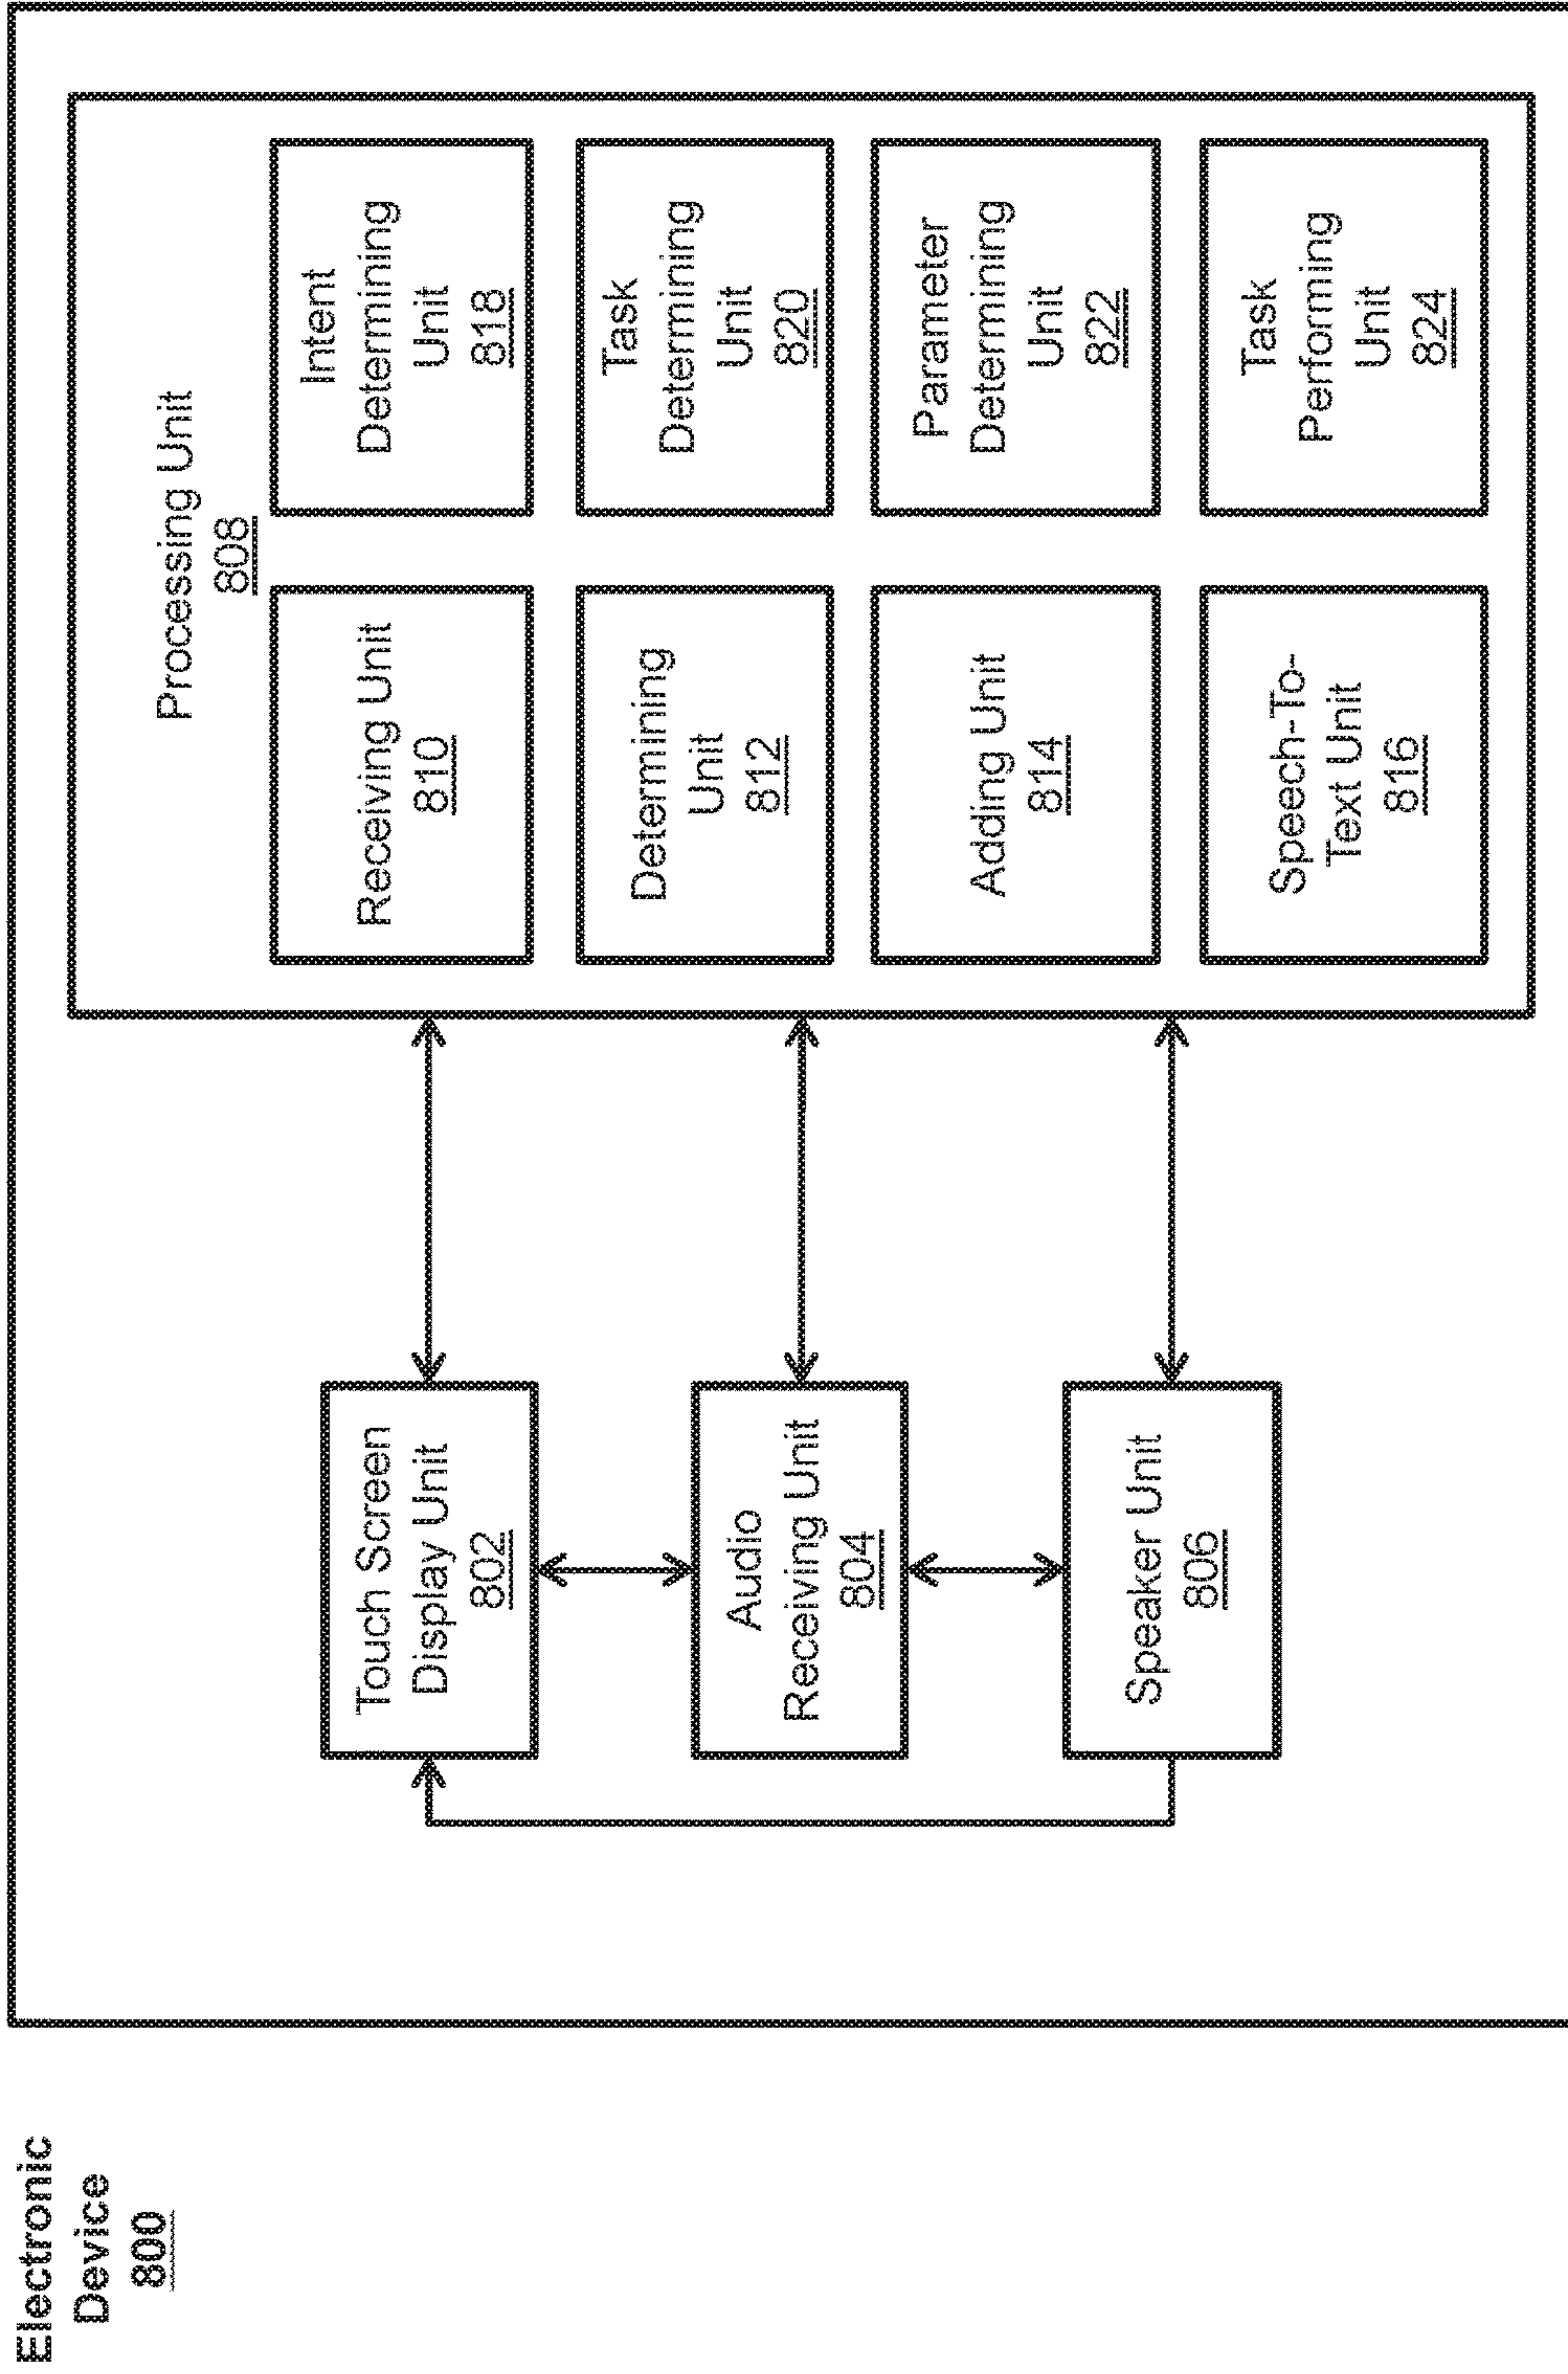 Electronic
Device
800
Touch Screen
Display Unit
802
Audio
Receiving Unit
804
Speaker Unit
806
Processing Unit
808
Receiving Unit
810
Intent
Determining
Unit
818
Determining
Unit
812
Task
Determining
Unit
820
Adding Unit
814
Parameter
Determining
Unit
822
Speech-To-
Text Unit
816
Task
Performing
Unit
824